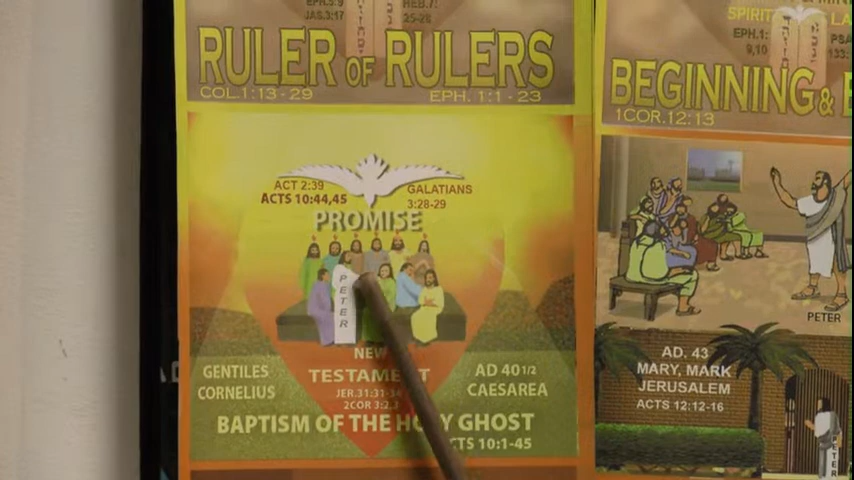 EPH.5:9
JAS.3:17
HEB.7:
25-28
RULER OF RULERS
COL.1:13-29
EPH. 1:1-23
ACT 2:39
ACTS 10:44,45
GALATIANS
3:28-29
PROMISE
PETER
NEW
TESTAMENT
JER.31:31-34
2COR 3:2,3
GENTILES
CORNELIUS
AD 40 1/2
CAESAREA
BAPTISM OF THE HOLY GHOST
ACTS 10:1-45
SPIRIT
EPH.1:
9,10
PSA
133:
BEGINNING &
1COR.12:13
PETER
AD. 43
MARY, MARK
JERUSALEM
ACTS 12:12-16
PETER